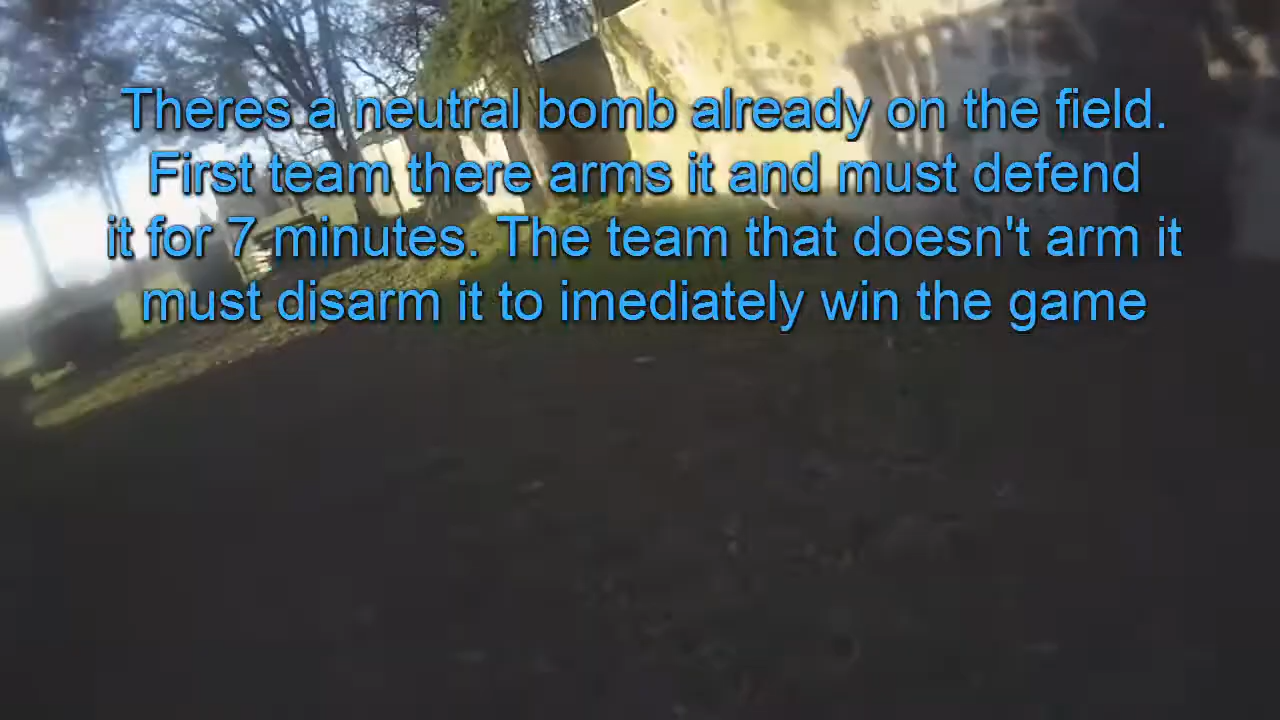 Theres a neutral bomb already on the field.
First team there arms it and must defend
it for 7 minutes. The team that doesn't arm it
must disarm it to imediately win the game